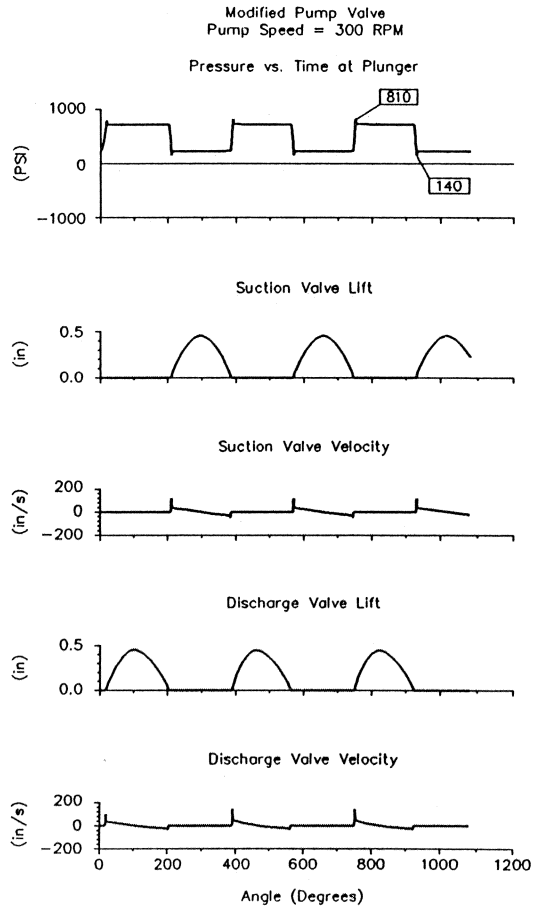 Modified Pump Valve
Pump Speed = 300 RPM
Pressure vs. Time at Plunger
(PSI)
1000
0
−1000
810
140
Suction Valve Lift
(in)
0.5
0.0
Suction Valve Velocity
(in/s)
200
0
−200
Discharge Valve Lift
(in)
0.5
0.0
Discharge Valve Velocity
(in/s)
200
0
−200
0 200 400 600 800 1000 1200
Angle (Degrees)